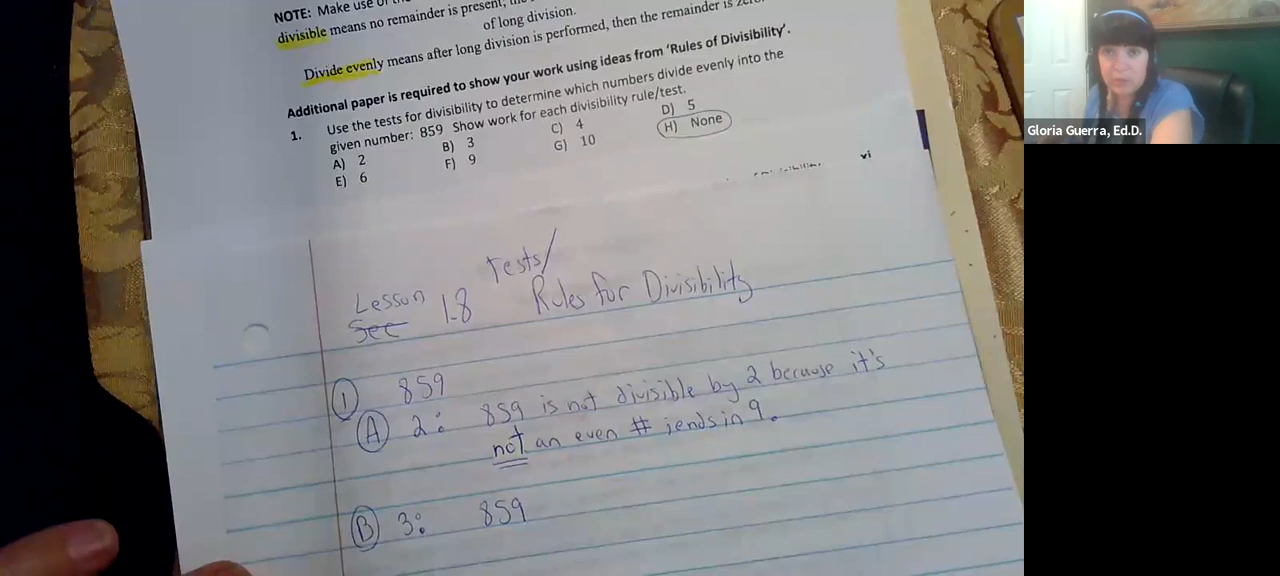 NOTE: Make use of
divisible means no remainder is present,
of long division.
Divide evenly means after long division is performed, then the remainder is zero.
Additional paper is required to show your work using ideas from 'Rules of Divisibility'.
1. Use the tests for divisibility to determine which numbers divide evenly into the
given number: 859 Show work for each divisibility rule/test.
A) 2 B) 3 C) 4 D) 5
E) 6 F) 9 G) 10 H) None
vi
Tests/
Lesson
See 1.8 Rules for Divisibility
1 859
A 2: 859 is not divisible by 2 because it's
not an even # ; ends in 9.
B 3: 859
Gloria Guerra, Ed.D.